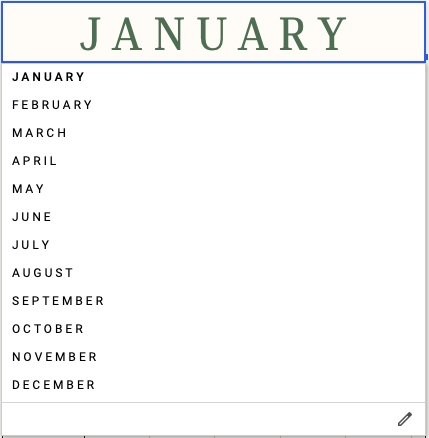 JANUARY
JANUARY
FEBRUARY
MARCH
APRIL
MAY
JUNE
JULY
AUGUST
SEPTEMBER
OCTOBER
NOVEMBER
DECEMBER